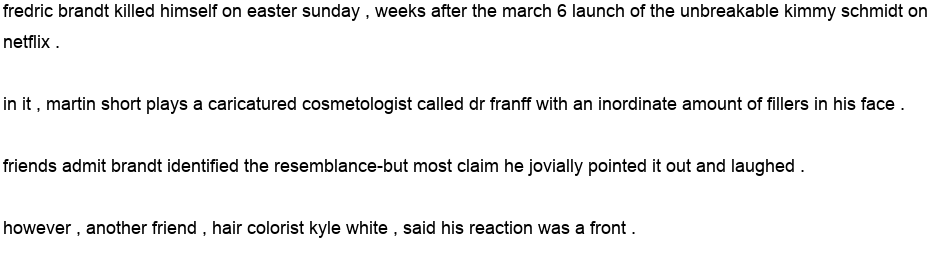 fredric brandt killed himself on easter sunday , weeks after the march 6 launch of the unbreakable kimmy schmidt on
netflix .
in it , martin short plays a caricatured cosmetologist called dr franff with an inordinate amount of fillers in his face .
friends admit brandt identified the resemblance-but most claim he jovially pointed it out and laughed .
however , another friend , hair colorist kyle white , said his reaction was a front .